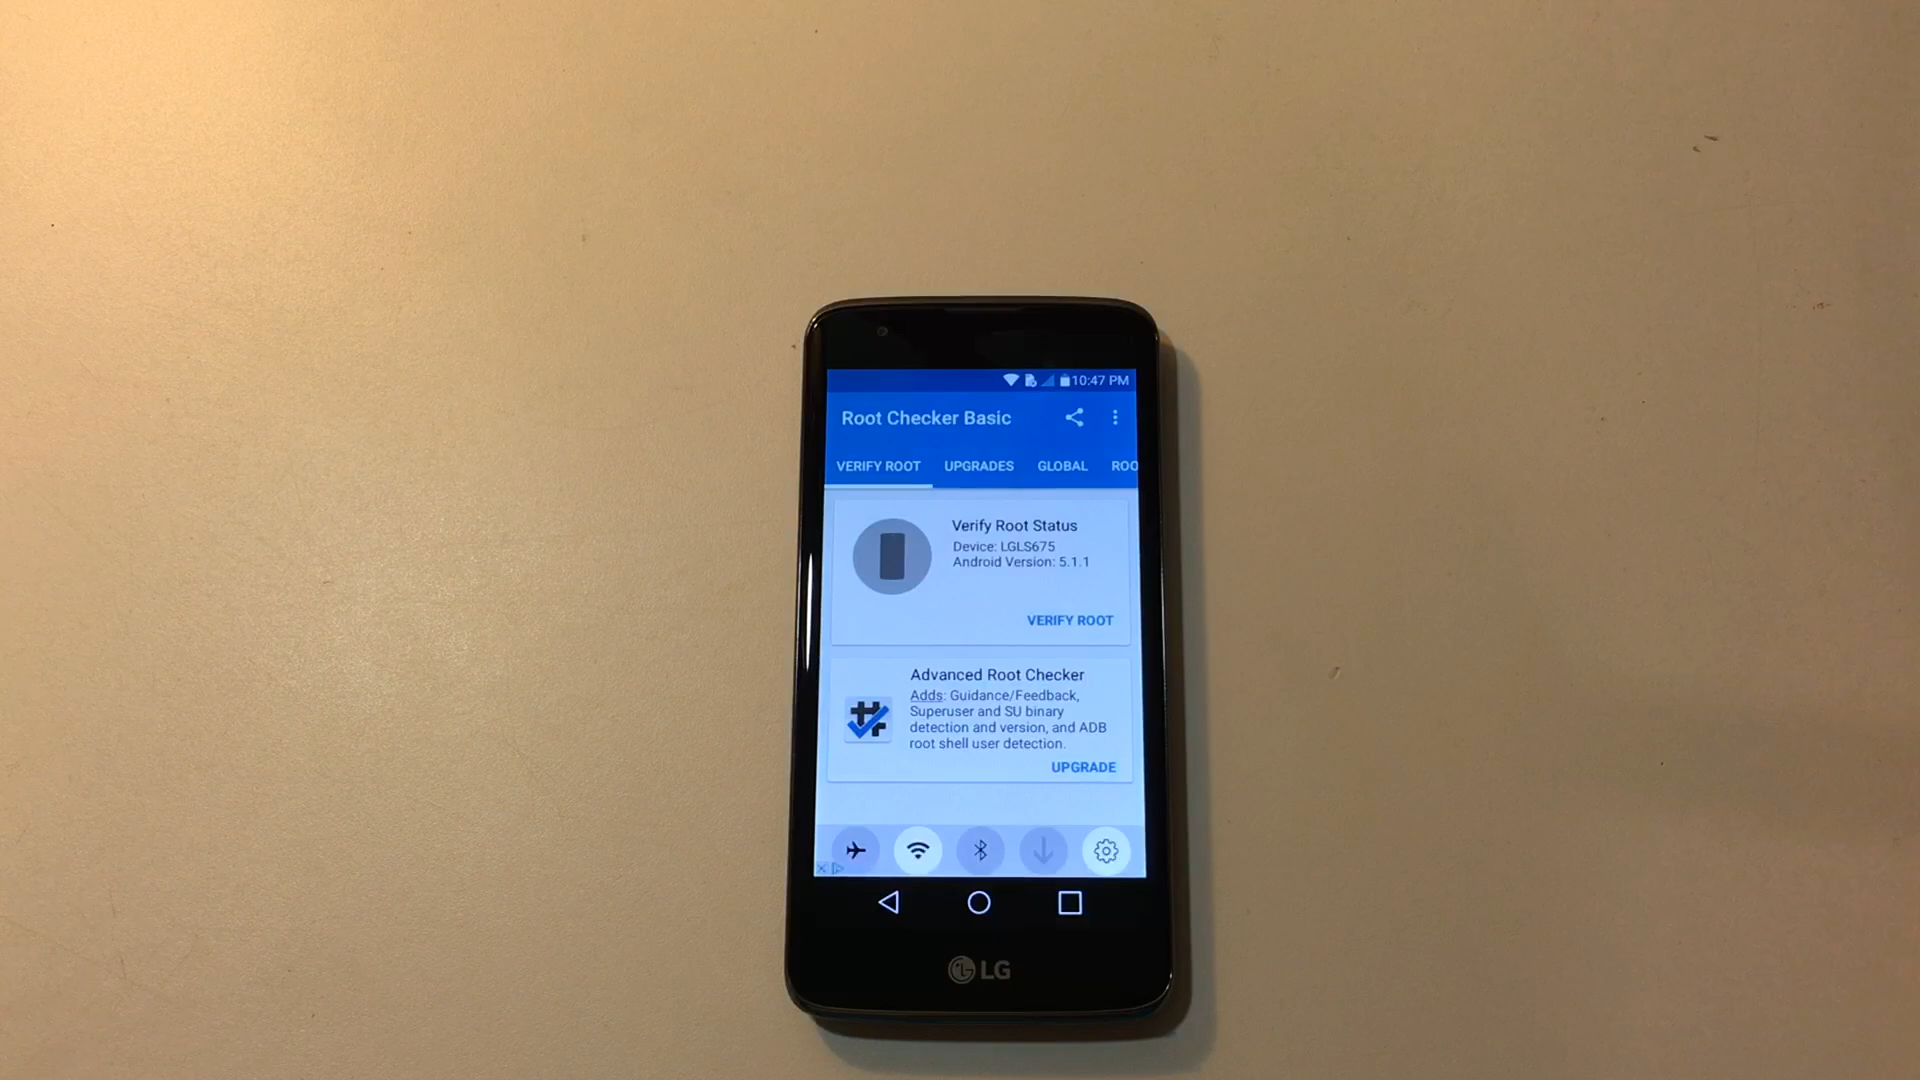 10:47 PM
Root Checker Basic
VERIFY ROOT UPGRADES GLOBAL ROO
Verify Root Status
Device: LGLS675
Android Version: 5.1.1
VERIFY ROOT
Advanced Root Checker
Adds: Guidance/Feedback,
Superuser and SU binary
detection and version, and ADB
root shell user detection.
UPGRADE
LG